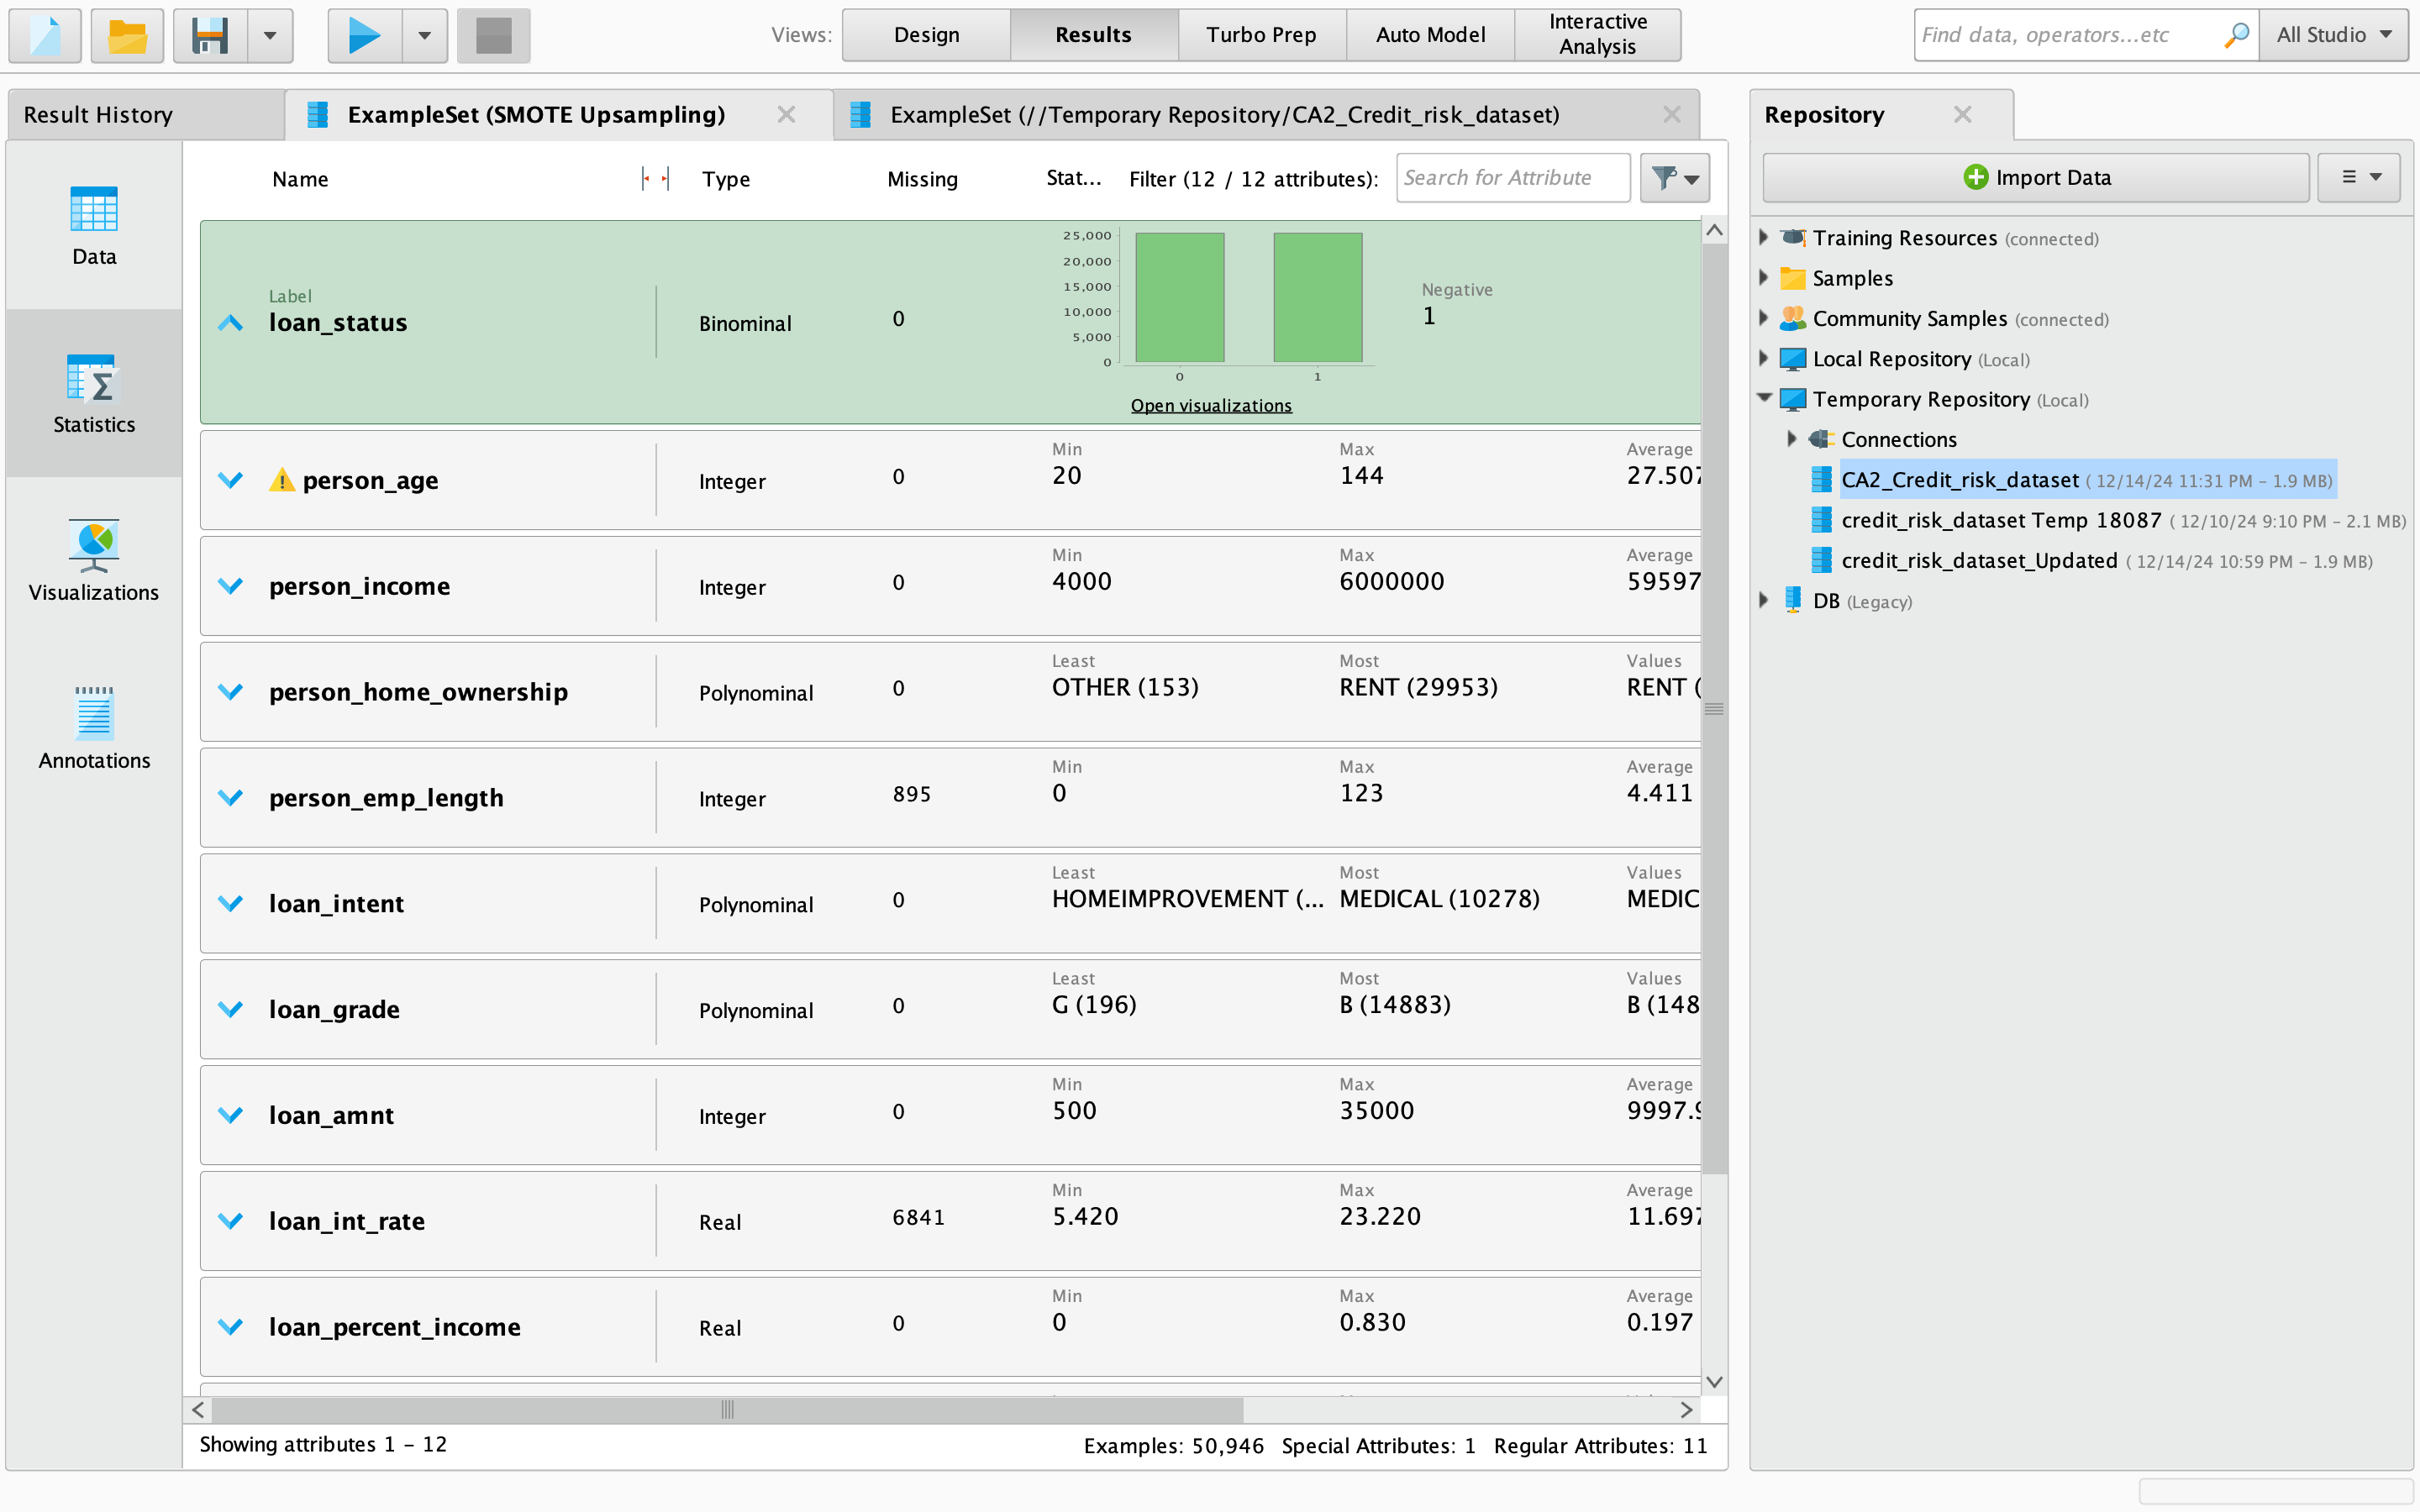 Views:
Design
Results
Turbo Prep
Auto Model
Interactive
Analysis
Find data, operators...etc
All Studio
Result History
ExampleSet (SMOTE Upsampling)
ExampleSet (//Temporary Repository/CA2_Credit_risk_dataset)
Repository
Name
Type
Missing
Stat...
Filter (12 / 12 attributes):
Search for Attribute
Import Data
Data
Statistics
Visualizations
Annotations
Label
loan_status
Binominal
0
25,000
20,000
15,000
10,000
5,000
0
0
1
Open visualizations
Negative
1
person_age
Integer
0
Min
20
Max
144
Average
27.507
person_income
Integer
0
Min
4000
Max
6000000
Average
59597
person_home_ownership
Polynominal
0
Least
OTHER (153)
Most
RENT (29953)
Values
RENT (
person_emp_length
Integer
895
Min
0
Max
123
Average
4.411
loan_intent
Polynominal
0
Least
HOMEIMPROVEMENT (...
Most
MEDICAL (10278)
Values
MEDIC
loan_grade
Polynominal
0
Least
G (196)
Most
B (14883)
Values
B (148
loan_amnt
Integer
0
Min
500
Max
35000
Average
9997.9
loan_int_rate
Real
6841
Min
5.420
Max
23.220
Average
11.697
loan_percent_income
Real
0
Min
0
Max
0.830
Average
0.197
Showing attributes 1 – 12
Examples: 50,946 Special Attributes: 1 Regular Attributes: 11
Training Resources (connected)
Samples
Community Samples (connected)
Local Repository (Local)
Temporary Repository (Local)
Connections
CA2_Credit_risk_dataset ( 12/14/24 11:31 PM – 1.9 MB)
credit_risk_dataset Temp 18087 ( 12/10/24 9:10 PM – 2.1 MB)
credit_risk_dataset_Updated ( 12/14/24 10:59 PM – 1.9 MB)
DB (Legacy)